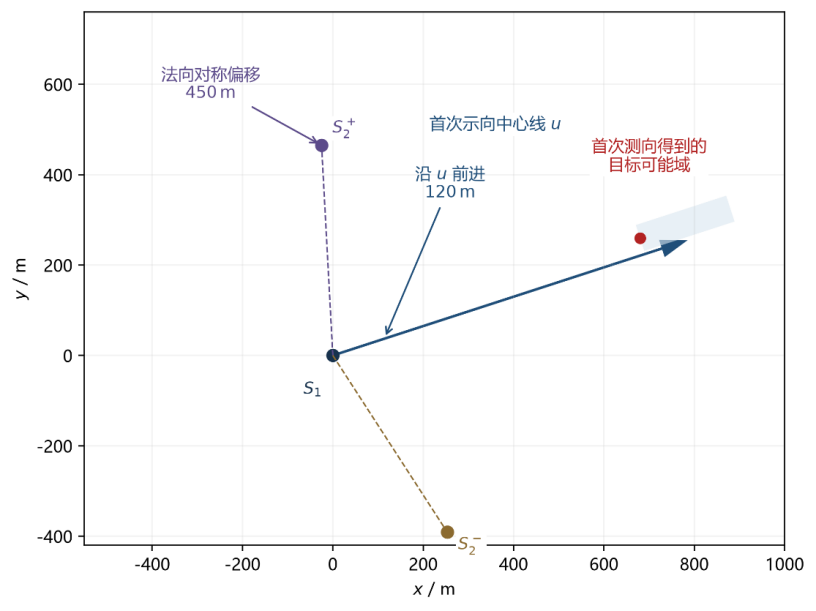 法向对称偏移
450 m
S₂⁺
首次示向中心线 u
首次测向得到的
目标可能域
沿 u 前进
120 m
S₁
S₂⁻
600
400
200
0
-200
-400
y / m
-400
-200
0
200
400
600
800
1000
x / m